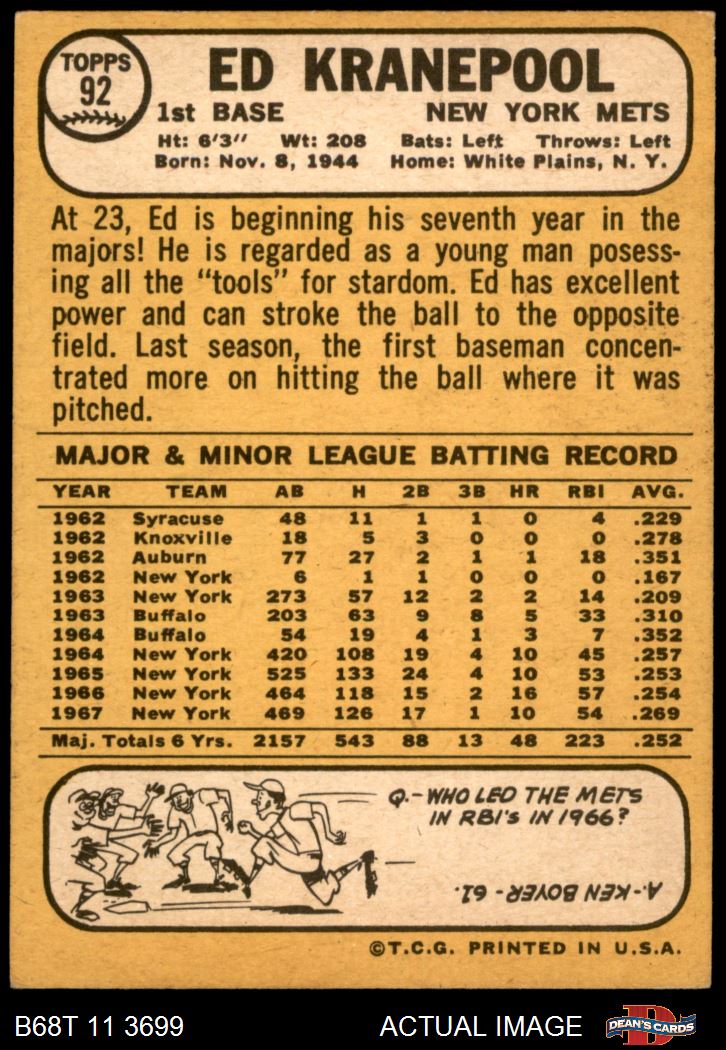 TOPPS
92
ED KRANEPOOL
1st BASE NEW YORK METS
Ht: 6'3" Wt: 208 Bats: Left Throws: Left
Born: Nov. 8, 1944 Home: White Plains, N. Y.
At 23, Ed is beginning his seventh year in the
majors! He is regarded as a young man posess-
ing all the "tools" for stardom. Ed has excellent
power and can stroke the ball to the opposite
field. Last season, the first baseman concen-
trated more on hitting the ball where it was
pitched.
MAJOR & MINOR LEAGUE BATTING RECORD
YEAR TEAM AB H 2B 3B HR RBI AVG.
1962 Syracuse 48 11 1 1 0 4 .229
1962 Knoxville 18 5 3 0 0 0 .278
1962 Auburn 77 27 2 1 1 18 .351
1962 New York 6 1 1 0 0 0 .167
1963 New York 273 57 12 2 2 14 .209
1963 Buffalo 203 63 9 8 5 33 .310
1964 Buffalo 54 19 4 1 3 7 .352
1964 New York 420 108 19 4 10 45 .257
1965 New York 525 133 24 4 10 53 .253
1966 New York 464 118 15 2 16 57 .254
1967 New York 469 126 17 1 10 54 .269
Maj. Totals 6 Yrs. 2157 543 88 13 48 223 .252
Q.-WHO LED THE METS
IN RBI'S IN 1966?
A-KEN BOYER-61.
©T.C.G. PRINTED IN U.S.A.
B68T 11 3699 ACTUAL IMAGE D DEAN'S CARDS